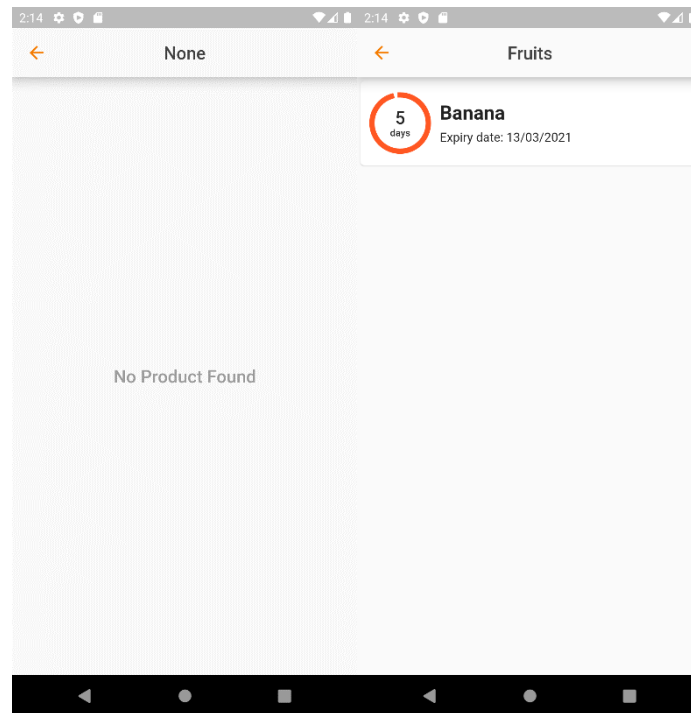 2:14
None
No Product Found
2:14
Fruits
5
days
Banana
Expiry date: 13/03/2021